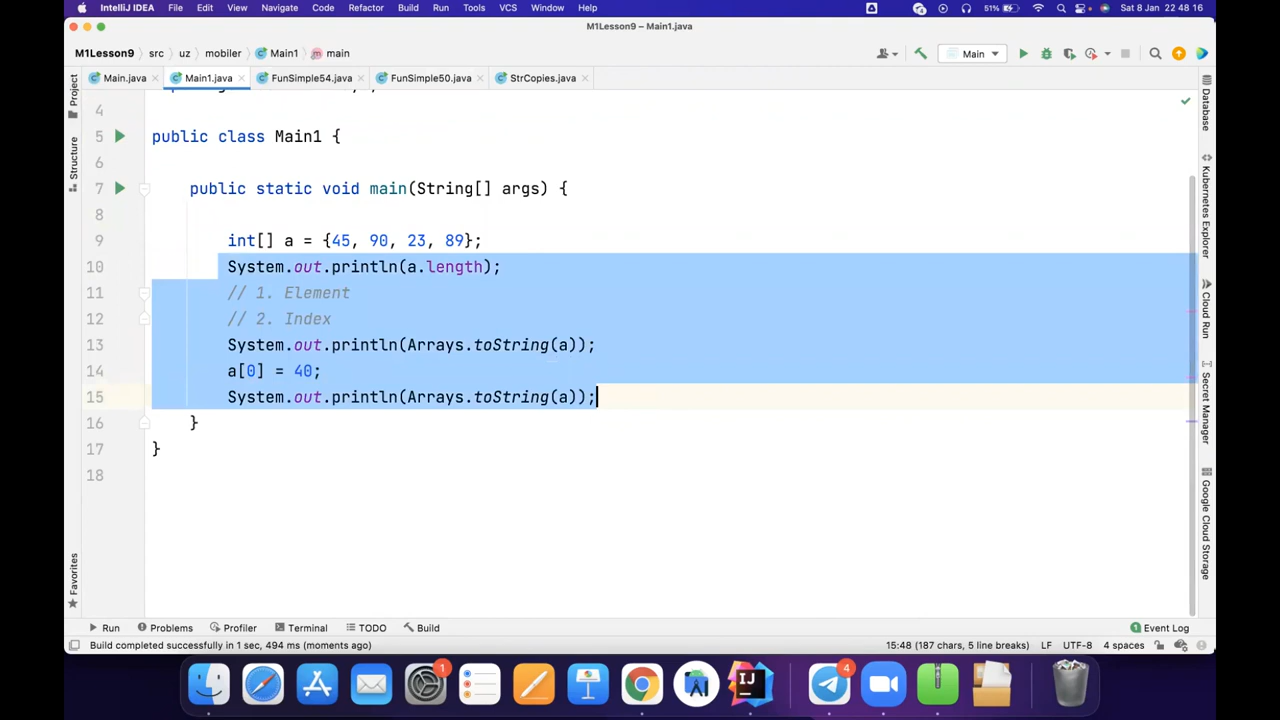 IntelliJ IDEA File Edit View Navigate Code Refactor Build Run Tools VCS Window Help 51% Sat 8 Jan 22 48 16
M1Lesson9 – Main1.java
M1Lesson9 src uz mobiler Main1 main Main
Main.java Main1.java FunSimple54.java FunSimple50.java StrCopies.java
4
5 public class Main1 {
6
7 public static void main(String[] args) {
8
9 int[] a = {45, 90, 23, 89};
10 System.out.println(a.length);
11 // 1. Element
12 // 2. Index
13 System.out.println(Arrays.toString(a));
14 a[0] = 40;
15 System.out.println(Arrays.toString(a));
16 }
17 }
18
Project
Structure
Favorites
Database
Kubernetes Explorer
Cloud Run
Secret Manager
Google Cloud Storage
Run Problems Profiler Terminal TODO Build 1 Event Log
Build completed successfully in 1 sec, 494 ms (moments ago) 15:48 (187 chars, 5 line breaks) LF UTF-8 4 spaces
1
IJ
4